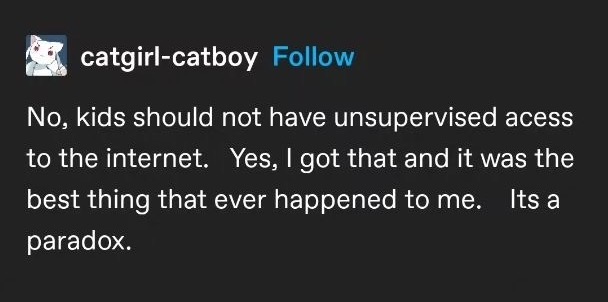 catgirl-catboy Follow
No, kids should not have unsupervised acess
to the internet.   Yes, I got that and it was the
best thing that ever happened to me.    Its a
paradox.